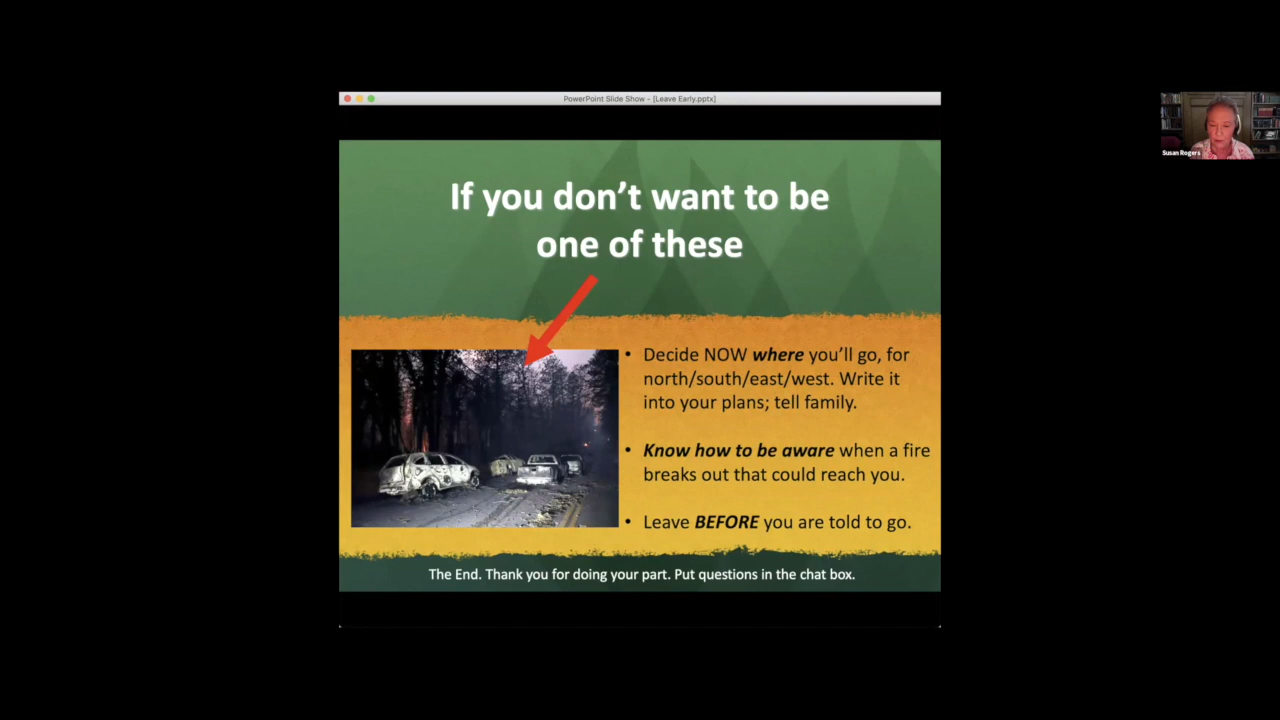 PowerPoint Slide Show - [Leave Early.pptx]
Susan Rogers
If you don't want to be
one of these
• Decide NOW where you'll go, for
north/south/east/west. Write it
into your plans; tell family.
• Know how to be aware when a fire
breaks out that could reach you.
• Leave BEFORE you are told to go.
The End. Thank you for doing your part. Put questions in the chat box.